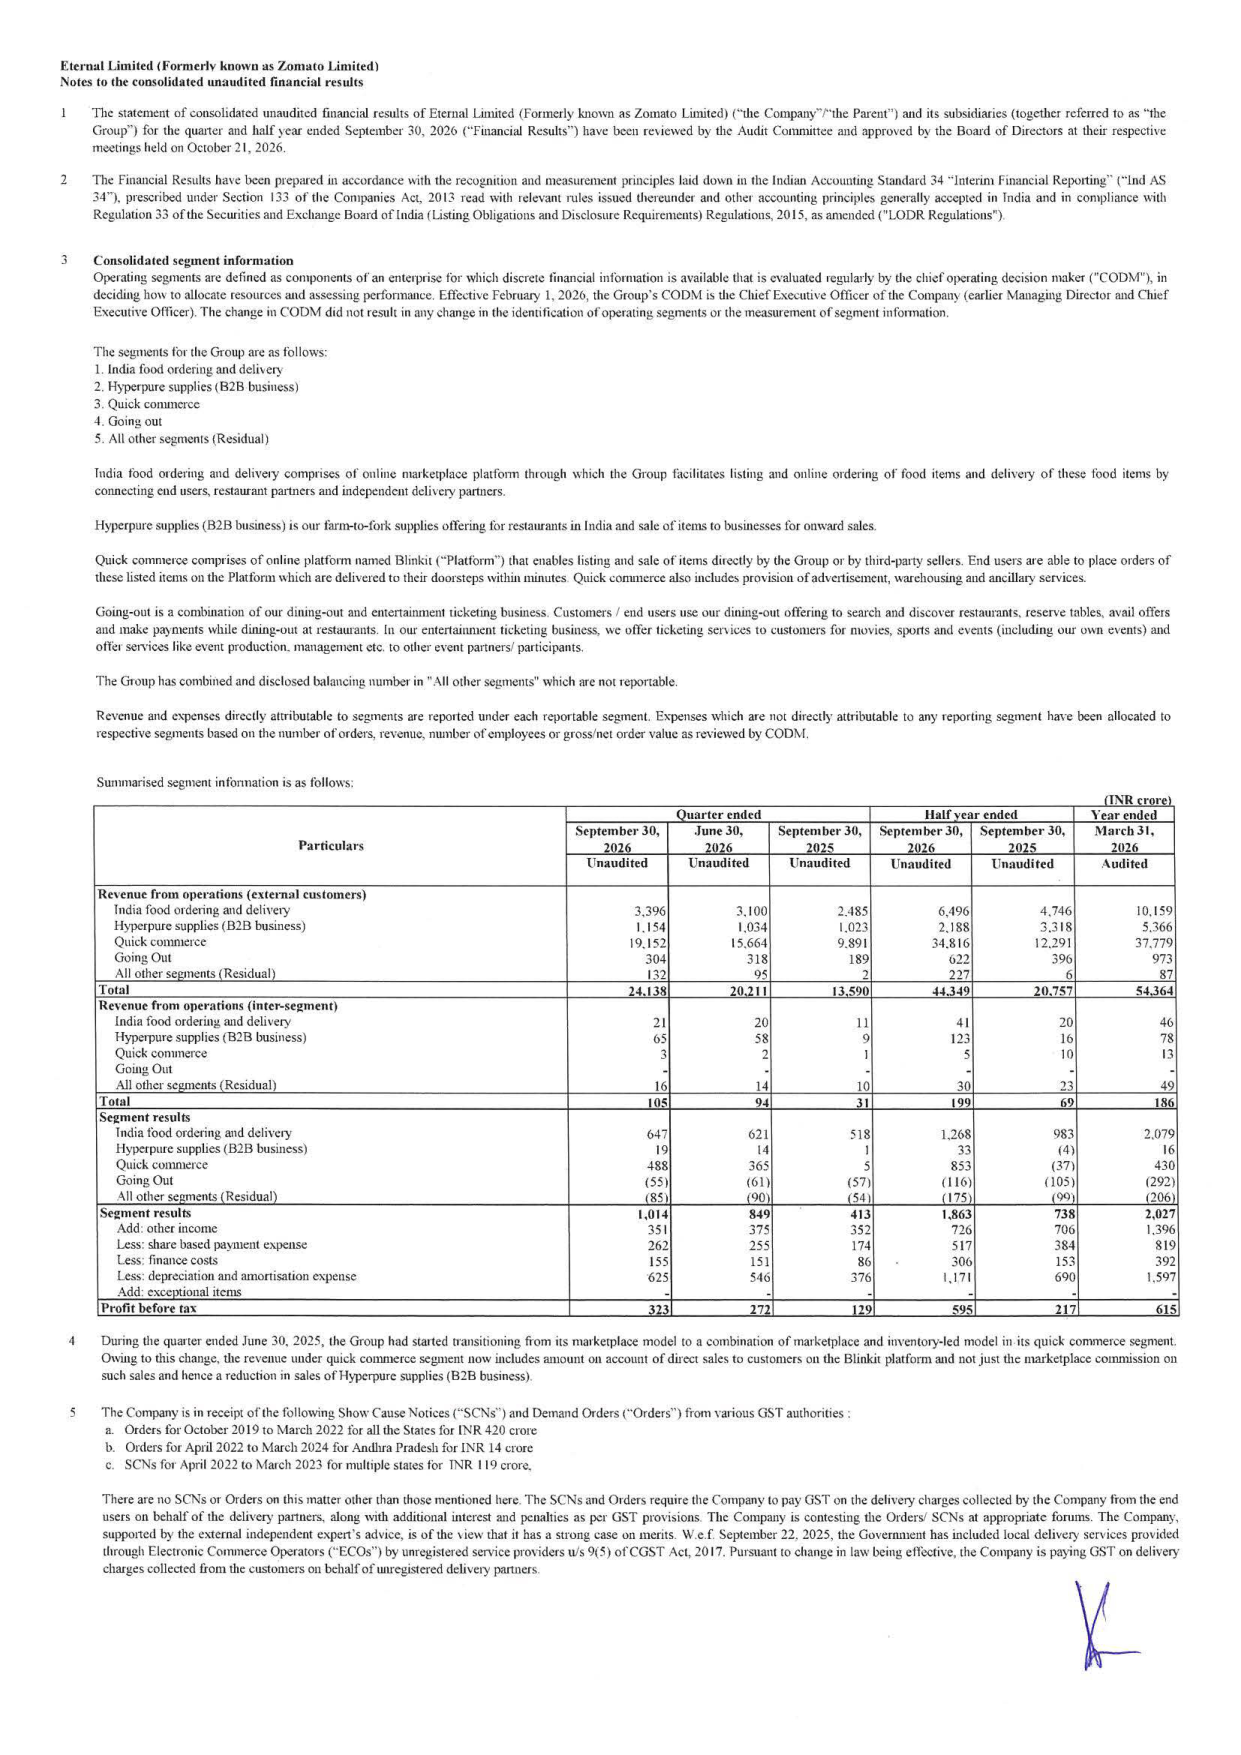 Eternal Limited (Formerly known as Zomato Limited)
Notes to the consolidated unaudited financial results
1 The statement of consolidated unaudited financial results of Eternal Limited (Formerly known as Zomato Limited) (“the Company”/“the Parent”) and its subsidiaries (together referred to as “the
Group”) for the quarter and half year ended September 30, 2026 (“Financial Results”) have been reviewed by the Audit Committee and approved by the Board of Directors at their respective
meetings held on October 21, 2026.
2 The Financial Results have been prepared in accordance with the recognition and measurement principles laid down in the Indian Accounting Standard 34 “Interim Financial Reporting” (“Ind AS
34”), prescribed under Section 133 of the Companies Act, 2013 read with relevant rules issued thereunder and other accounting principles generally accepted in India and in compliance with
Regulation 33 of the Securities and Exchange Board of India (Listing Obligations and Disclosure Requirements) Regulations, 2015, as amended ("LODR Regulations").
3 Consolidated segment information
Operating segments are defined as components of an enterprise for which discrete financial information is available that is evaluated regularly by the chief operating decision maker ("CODM"), in
deciding how to allocate resources and assessing performance. Effective February 1, 2026, the Group’s CODM is the Chief Executive Officer of the Company (earlier Managing Director and Chief
Executive Officer). The change in CODM did not result in any change in the identification of operating segments or the measurement of segment information.
The segments for the Group are as follows:
1. India food ordering and delivery
2. Hyperpure supplies (B2B business)
3. Quick commerce
4. Going out
5. All other segments (Residual)
India food ordering and delivery comprises of online marketplace platform through which the Group facilitates listing and online ordering of food items and delivery of these food items by
connecting end users, restaurant partners and independent delivery partners.
Hyperpure supplies (B2B business) is our farm-to-fork supplies offering for restaurants in India and sale of items to businesses for onward sales.
Quick commerce comprises of online platform named Blinkit (“Platform”) that enables listing and sale of items directly by the Group or by third-party sellers. End users are able to place orders of
these listed items on the Platform which are delivered to their doorsteps within minutes. Quick commerce also includes provision of advertisement, warehousing and ancillary services.
Going-out is a combination of our dining-out and entertainment ticketing business. Customers / end users use our dining-out offering to search and discover restaurants, reserve tables, avail offers
and make payments while dining-out at restaurants. In our entertainment ticketing business, we offer ticketing services to customers for movies, sports and events (including our own events) and
offer services like event production, management etc. to other event partners/ participants.
The Group has combined and disclosed balancing number in "All other segments" which are not reportable.
Revenue and expenses directly attributable to segments are reported under each reportable segment. Expenses which are not directly attributable to any reporting segment have been allocated to
respective segments based on the number of orders, revenue, number of employees or gross/net order value as reviewed by CODM.
Summarised segment information is as follows:
(INR crore)
Particulars Quarter ended Half year ended Year ended
September 30, 2026 June 30, 2026 September 30, 2025 September 30, 2026 September 30, 2025 March 31, 2026
Unaudited Unaudited Unaudited Unaudited Unaudited Audited
Revenue from operations (external customers)
India food ordering and delivery 3,396 3,100 2,485 6,496 4,746 10,159
Hyperpure supplies (B2B business) 1,154 1,034 1,023 2,188 3,318 5,366
Quick commerce 19,152 15,664 9,891 34,816 12,291 37,779
Going Out 304 318 189 622 396 973
All other segments (Residual) 132 95 2 227 6 87
Total 24,138 20,211 13,590 44,349 20,757 54,364
Revenue from operations (inter-segment)
India food ordering and delivery 21 20 11 41 20 46
Hyperpure supplies (B2B business) 65 58 9 123 16 78
Quick commerce 3 2 1 5 10 13
Going Out - - - - - -
All other segments (Residual) 16 14 10 30 23 49
Total 105 94 31 199 69 186
Segment results
India food ordering and delivery 647 621 518 1,268 983 2,079
Hyperpure supplies (B2B business) 19 14 1 33 (4) 16
Quick commerce 488 365 5 853 (37) 430
Going Out (55) (61) (57) (116) (105) (292)
All other segments (Residual) (85) (90) (54) (175) (99) (206)
Segment results 1,014 849 413 1,863 738 2,027
Add: other income 351 375 352 726 706 1,396
Less: share based payment expense 262 255 174 517 384 819
Less: finance costs 155 151 86 306 153 392
Less: depreciation and amortisation expense 625 546 376 1,171 690 1,597
Add: exceptional items - - - - - -
Profit before tax 323 272 129 595 217 615
4 During the quarter ended June 30, 2025, the Group had started transitioning from its marketplace model to a combination of marketplace and inventory-led model in its quick commerce segment.
Owing to this change, the revenue under quick commerce segment now includes amount on account of direct sales to customers on the Blinkit platform and not just the marketplace commission on
such sales and hence a reduction in sales of Hyperpure supplies (B2B business).
5 The Company is in receipt of the following Show Cause Notices (“SCNs”) and Demand Orders (“Orders”) from various GST authorities :
a. Orders for October 2019 to March 2022 for all the States for INR 420 crore
b. Orders for April 2022 to March 2024 for Andhra Pradesh for INR 14 crore
c. SCNs for April 2022 to March 2023 for multiple states for INR 119 crore.
There are no SCNs or Orders on this matter other than those mentioned here. The SCNs and Orders require the Company to pay GST on the delivery charges collected by the Company from the end
users on behalf of the delivery partners, along with additional interest and penalties as per GST provisions. The Company is contesting the Orders/ SCNs at appropriate forums. The Company,
supported by the external independent expert’s advice, is of the view that it has a strong case on merits. W.e.f. September 22, 2025, the Government has included local delivery services provided
through Electronic Commerce Operators (“ECOs”) by unregistered service providers u/s 9(5) of CGST Act, 2017. Pursuant to change in law being effective, the Company is paying GST on delivery
charges collected from the customers on behalf of unregistered delivery partners.